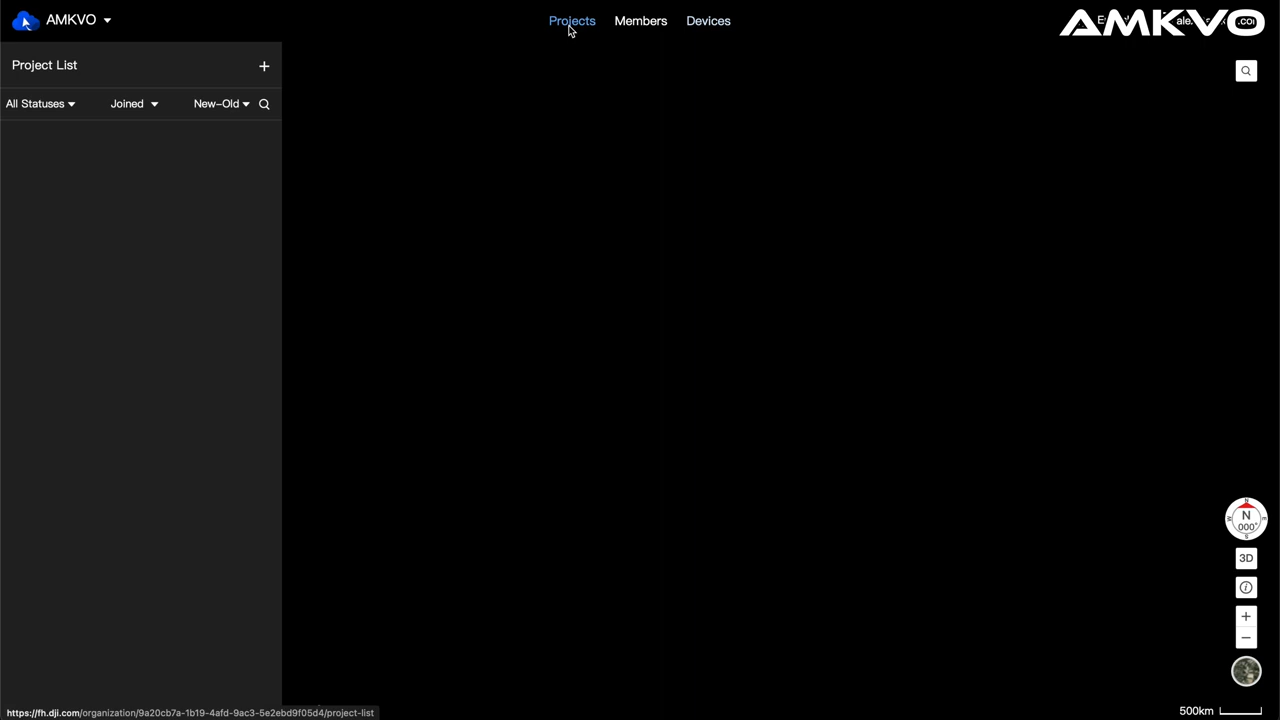 AMKVO
Projects
Members
Devices
AMKVO
Project List
All Statuses
Joined
New-Old
N
W
E
N
000°
S
3D
500km
https://fh.dji.com/organization/9a20cb7a-1b19-4afd-9ac3-5e2ebd9f05d4/project-list